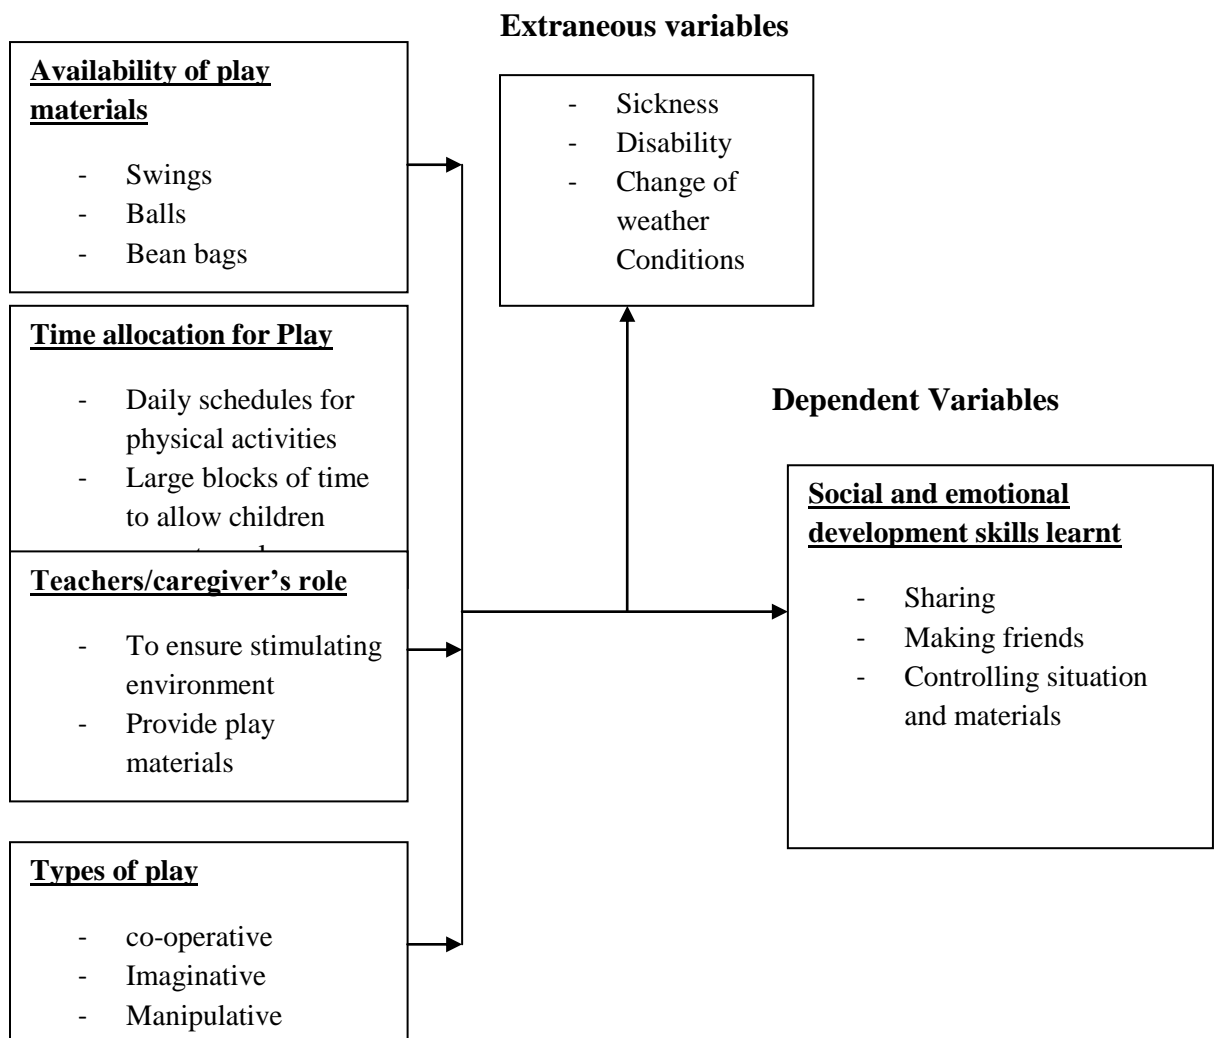 Extraneous variables
Availability of play
materials
- Swings
- Balls
- Bean bags
- Sickness
- Disability
- Change of
weather
Conditions
Time allocation for Play
- Daily schedules for
physical activities
- Large blocks of time
to allow children
Teachers/caregiver’s role
- To ensure stimulating
environment
- Provide play
materials
Types of play
- co-operative
- Imaginative
- Manipulative
Dependent Variables
Social and emotional
development skills learnt
- Sharing
- Making friends
- Controlling situation
and materials